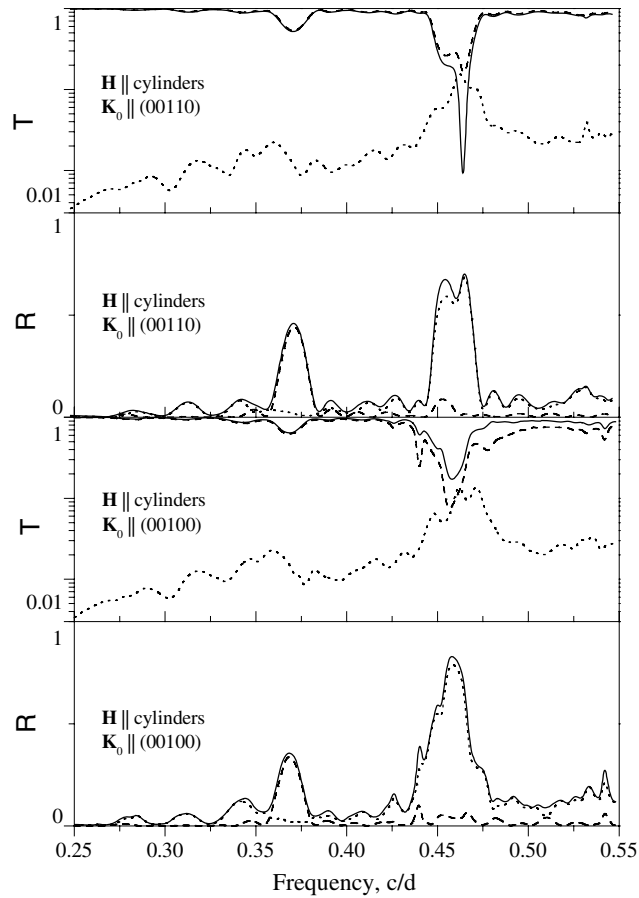 1
H || cylinders
K0 || (00110)
T
0.01
1
H || cylinders
K0 || (00110)
R
0
1
H || cylinders
K0 || (00100)
T
0.01
1
H || cylinders
K0 || (00100)
R
0
0.25 0.30 0.35 0.40 0.45 0.50 0.55
Frequency, c/d